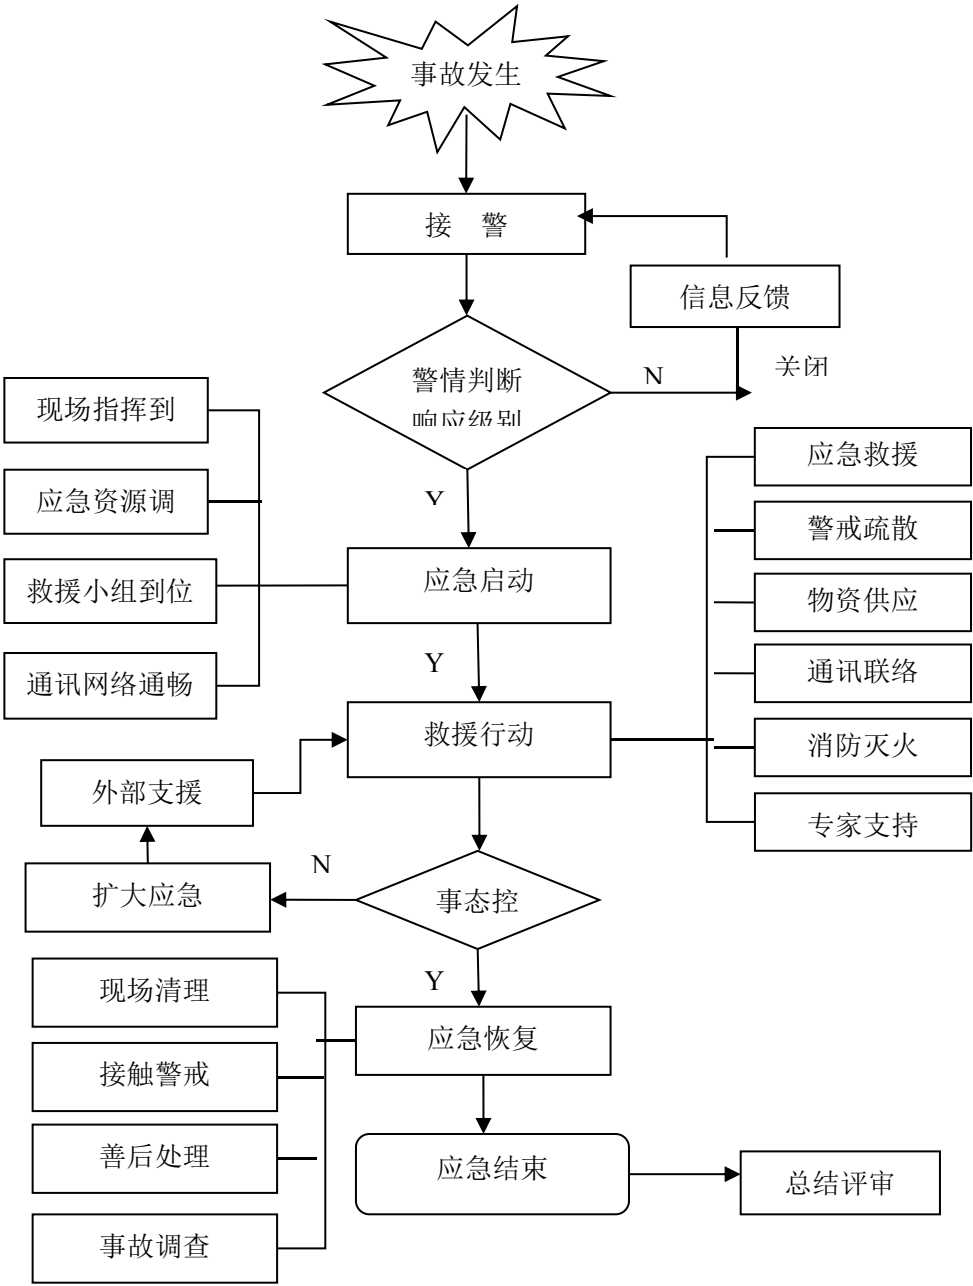 事故发生
接 警
信息反馈
关闭
警情判断
响应级别
N
Y
现场指挥到
应急资源调
救援小组到位
通讯网络通畅
应急启动
Y
应急救援
警戒疏散
物资供应
通讯联络
消防灭火
专家支持
救援行动
外部支援
扩大应急
N
事态控
Y
现场清理
接触警戒
善后处理
事故调查
应急恢复
应急结束
总结评审